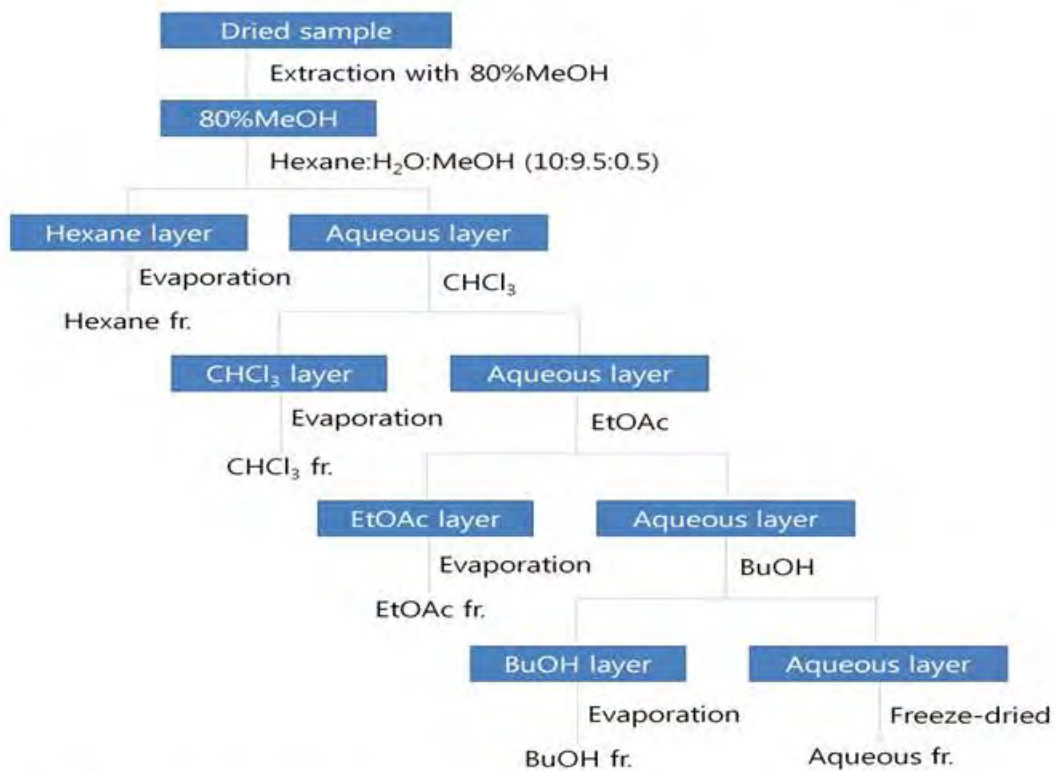 Dried sample
Extraction with 80%MeOH
80%MeOH
Hexane:H₂O:MeOH (10:9.5:0.5)
Hexane layer
Aqueous layer
Evaporation
CHCl₃
Hexane fr.
CHCl₃ layer
Aqueous layer
Evaporation
EtOAc
CHCl₃ fr.
EtOAc layer
Aqueous layer
Evaporation
BuOH
EtOAc fr.
BuOH layer
Aqueous layer
Evaporation
Freeze-dried
BuOH fr.
Aqueous fr.